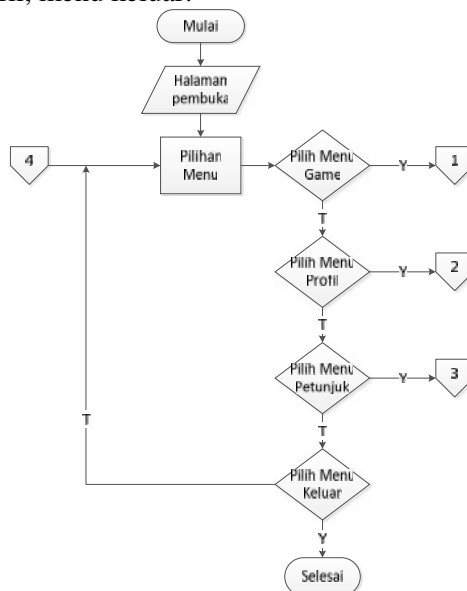 Mulai
Halaman
pembuka
4
Pilihan
Menu
Pilih Menu
Game
Y
1
T
Pilih Menu
Profil
Y
2
T
Pilih Menu
Petunjuk
Y
3
T
T
Pilih Menu
Keluar
Y
Selesai